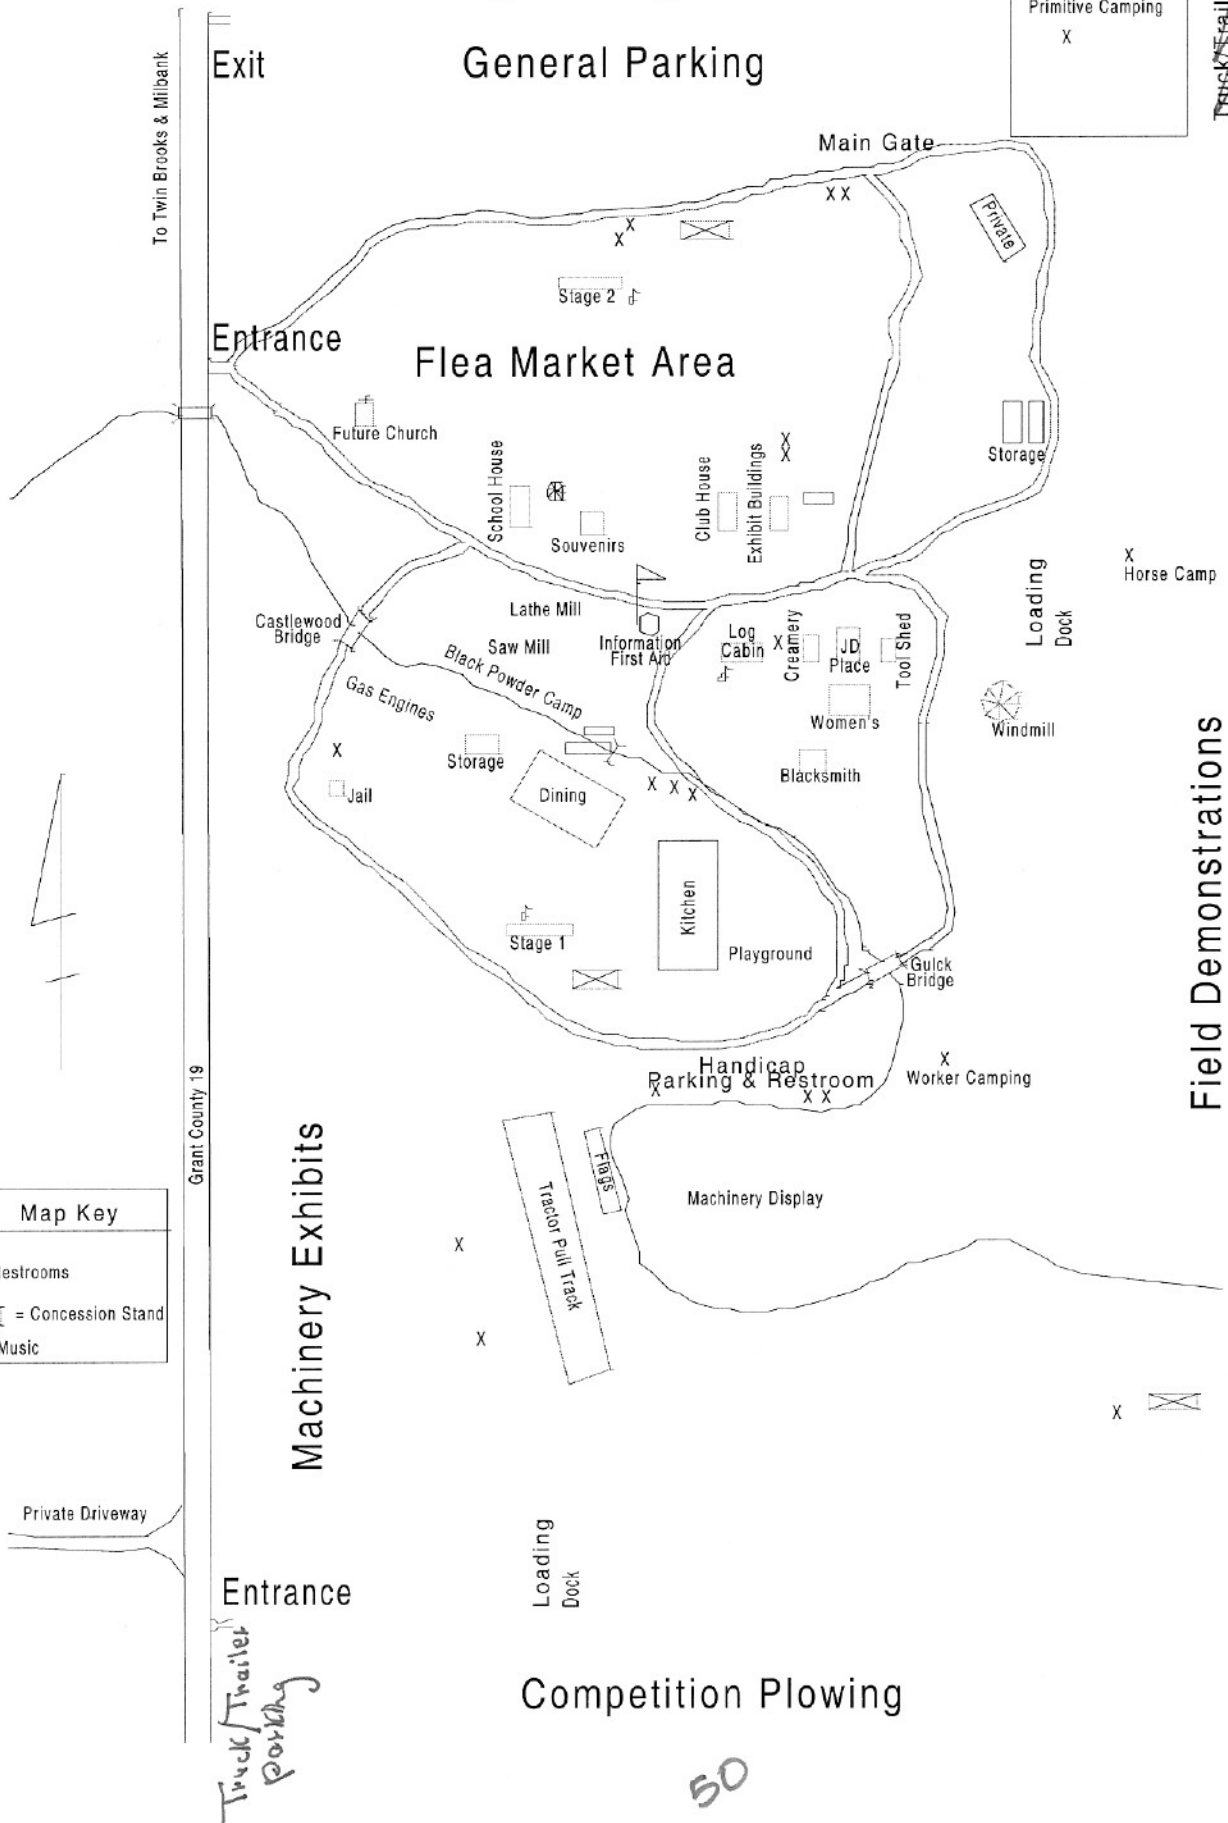 Primitive Camping
X
Truck/Trail
Exit
General Parking
To Twin Brooks & Milbank
Main Gate
X X
Private
X
X
Stage 2
Entrance
Flea Market Area
Future Church
School House
Souvenirs
Club House
Exhibit Buildings
X
X
Storage
X
Horse Camp
Loading
Dock
Castlewood
Bridge
Lathe Mill
Saw Mill
Information
First Aid
Log
Cabin
X
Creamery
JD
Place
Tool Shed
Black Powder Camp
Gas Engines
Women's
Windmill
X
Storage
Blacksmith
Jail
Dining
X X X
Field Demonstrations
Kitchen
Stage 1
Playground
Gulck
Bridge
Handicap
Parking & Restroom
X
X X
X
Worker Camping
Grant County 19
Machinery Exhibits
Flags
Tractor Pull Track
Machinery Display
X
X
X
Map Key
estrooms
= Concession Stand
Music
Private Driveway
Loading
Dock
Entrance
Truck/Trailer
parking
Competition Plowing
50